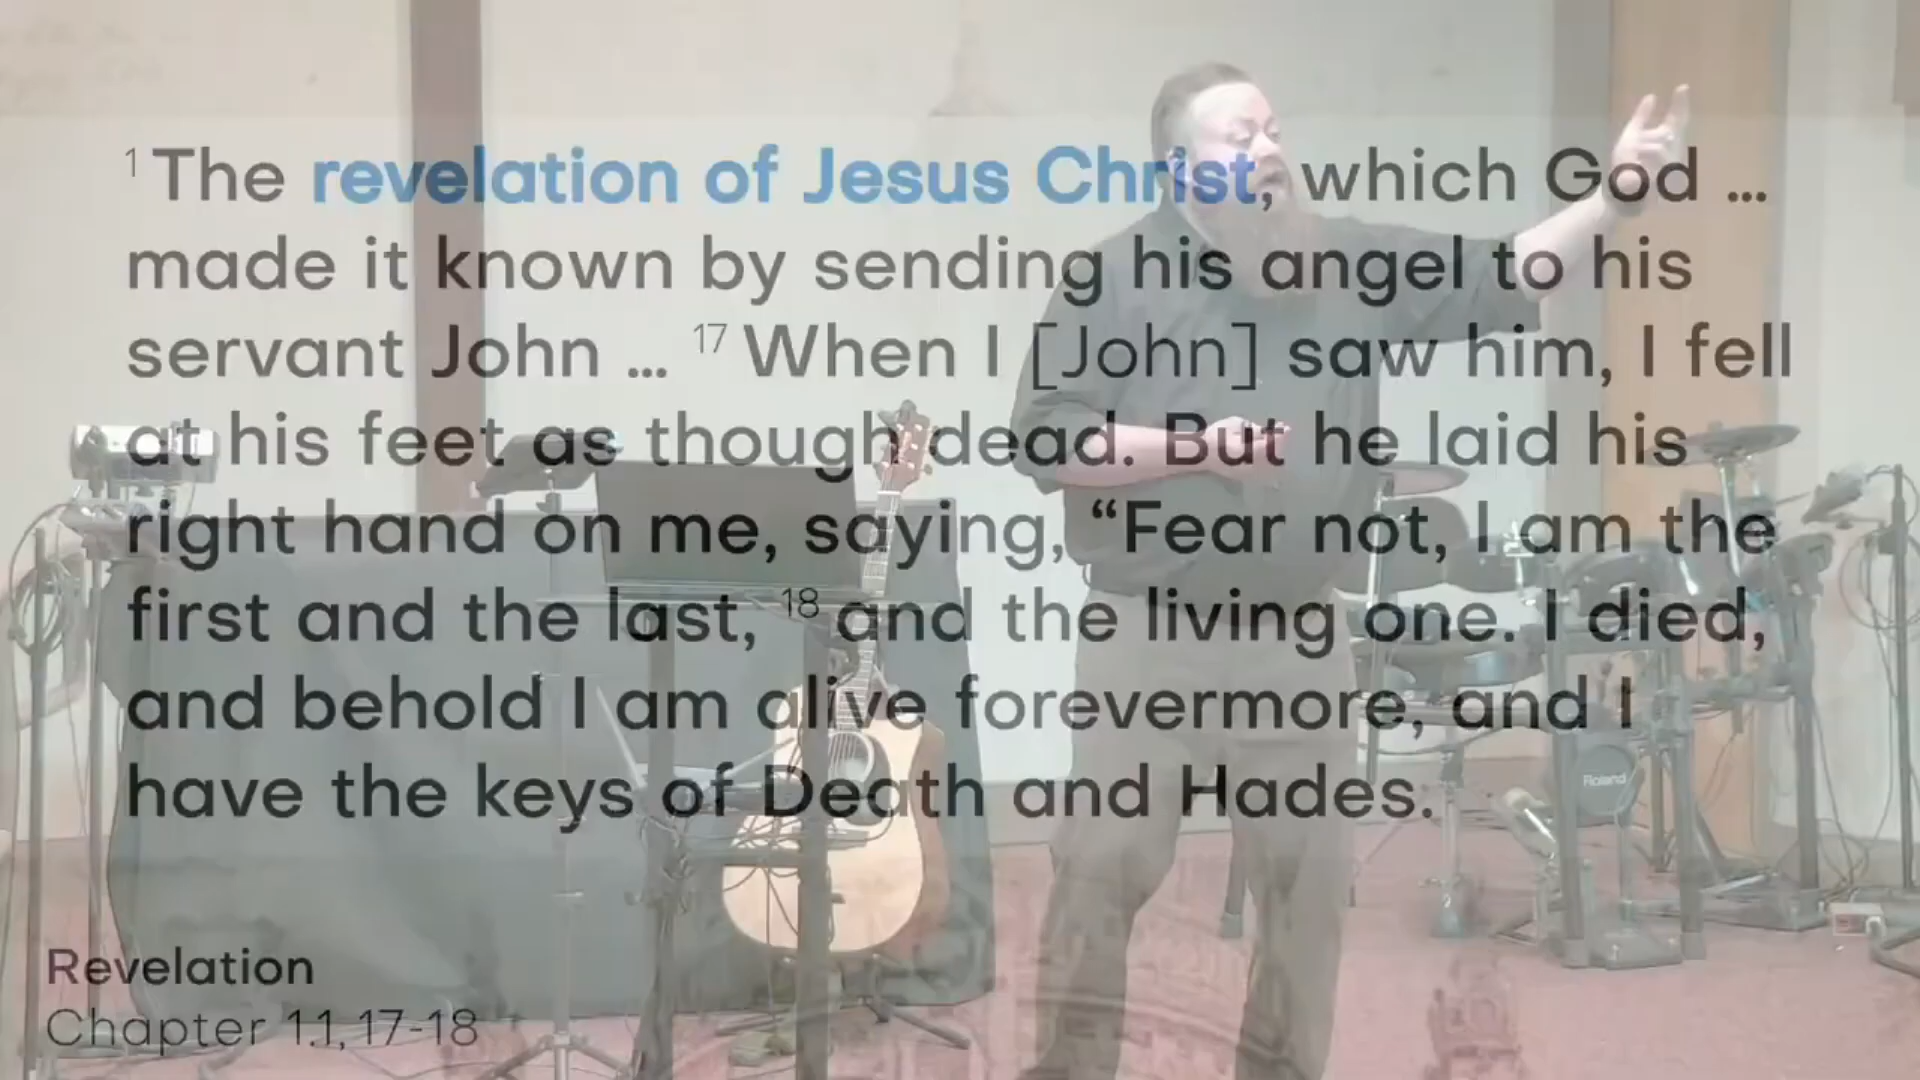 1 The revelation of Jesus Christ, which God ...
made it known by sending his angel to his
servant John ... 17 When I [John] saw him, I fell
at his feet as though dead. But he laid his
right hand on me, saying, “Fear not, I am the
first and the last, 18 and the living one. I died,
and behold I am alive forevermore, and I
have the keys of Death and Hades.
Roland
Revelation
Chapter 1.1, 17-18